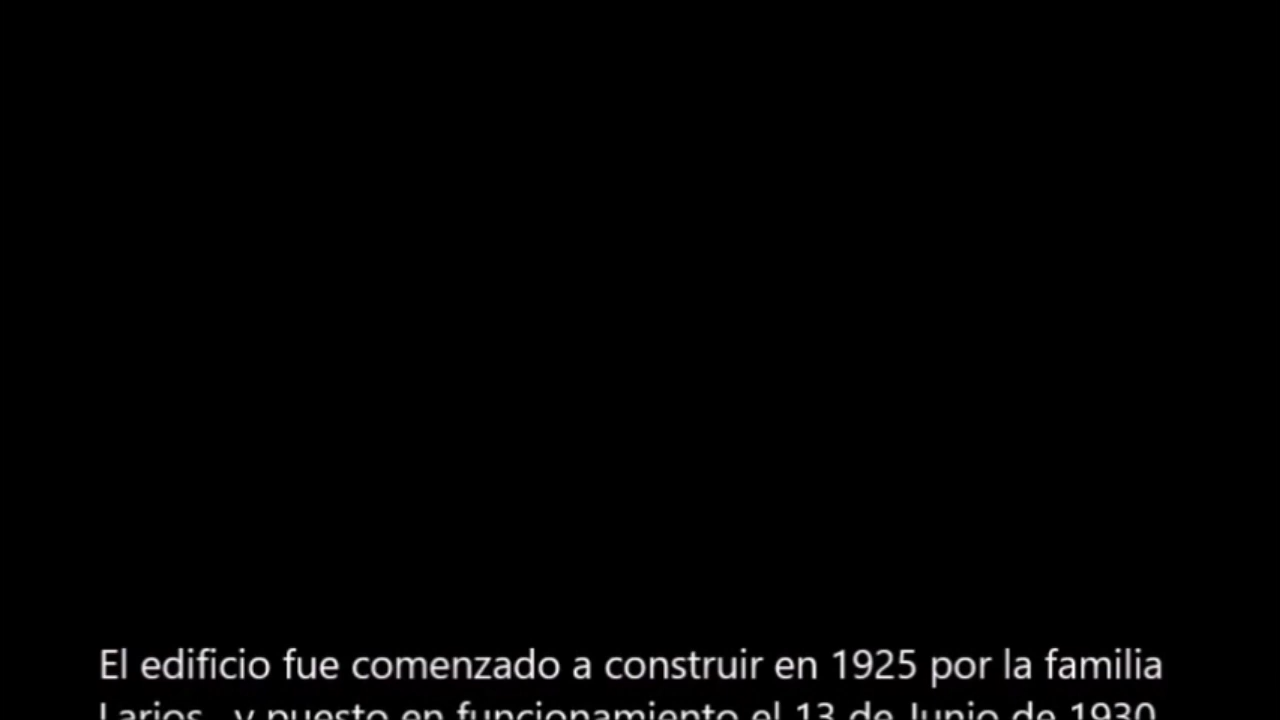 El edificio fue comenzado a construir en 1925 por la familia
Larios , y puesto en funcionamiento el 13 de Junio de 1930